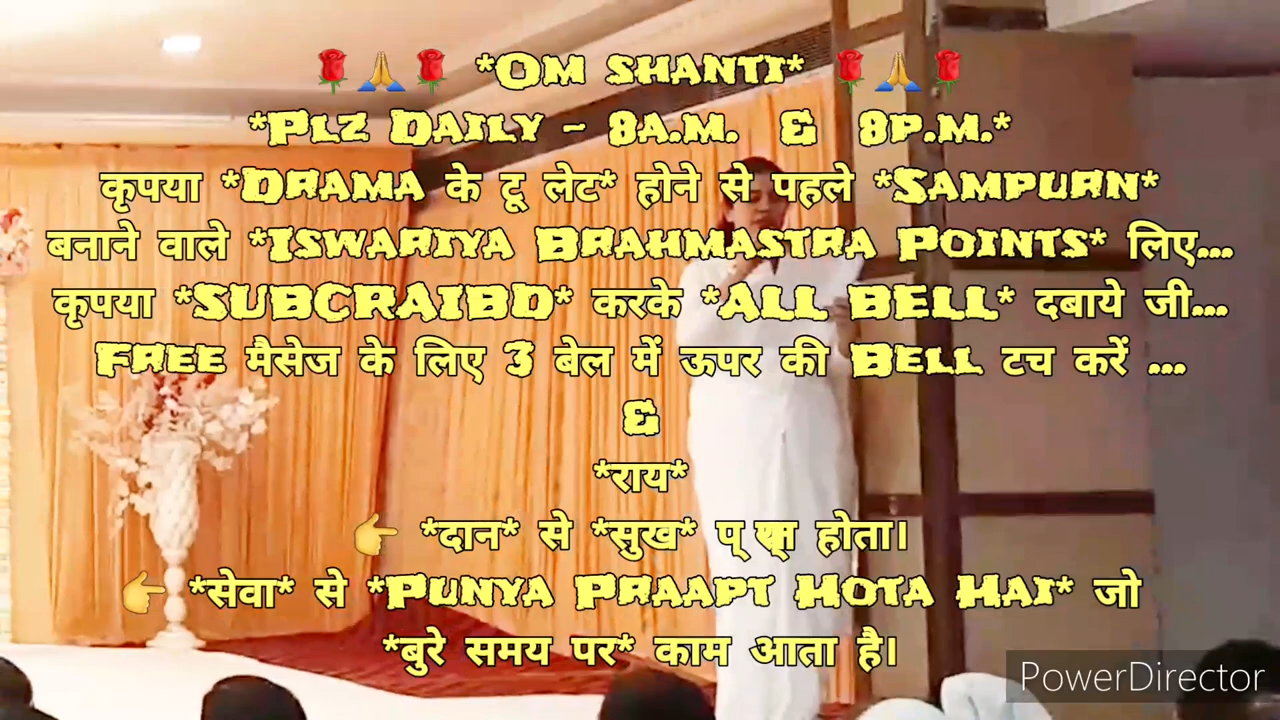 🌹🙏🌹 *Om shanti* 🌹🙏🌹
*Plz Daily - 8a.m. & 8p.m.*
कृपया *Drama के टू लेट* होने से पहले *Sampurn*
बनाने वाले *Iswariya Brahmastra Points* लिए...
कृपया *SUBCRAIBD* करके *ALL BELL* दबाये जी...
Free मैसेज के लिए 3 बेल में ऊपर की Bell टच करें ...
&
*राय*
👉 *दान* से *सुख* होता।
👉 *सेवा* से *Punya Praapt Hota Hai* जो
*बुरे समय पर* काम आता है।
PowerDirector